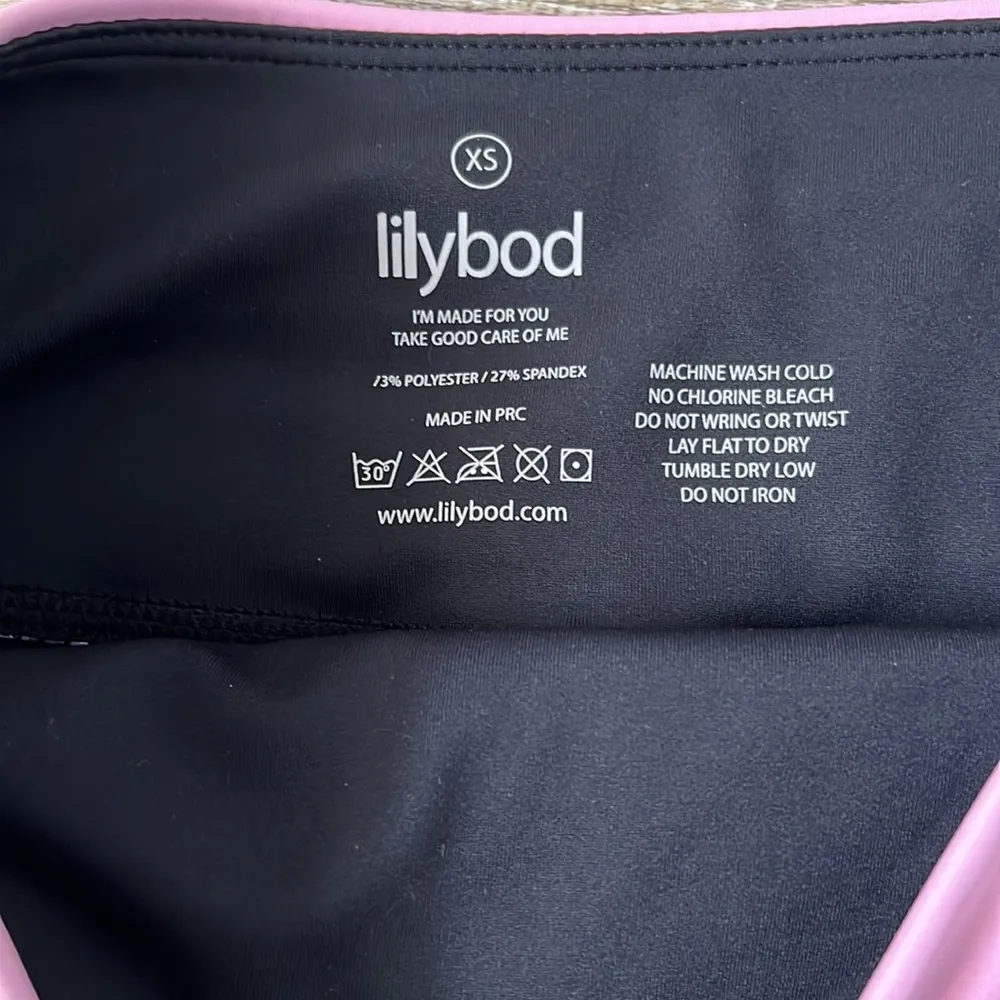 XS
lilybod
I'M MADE FOR YOU
TAKE GOOD CARE OF ME
/3% POLYESTER / 27% SPANDEX
MADE IN PRC
30°
www.lilybod.com
MACHINE WASH COLD
NO CHLORINE BLEACH
DO NOT WRING OR TWIST
LAY FLAT TO DRY
TUMBLE DRY LOW
DO NOT IRON